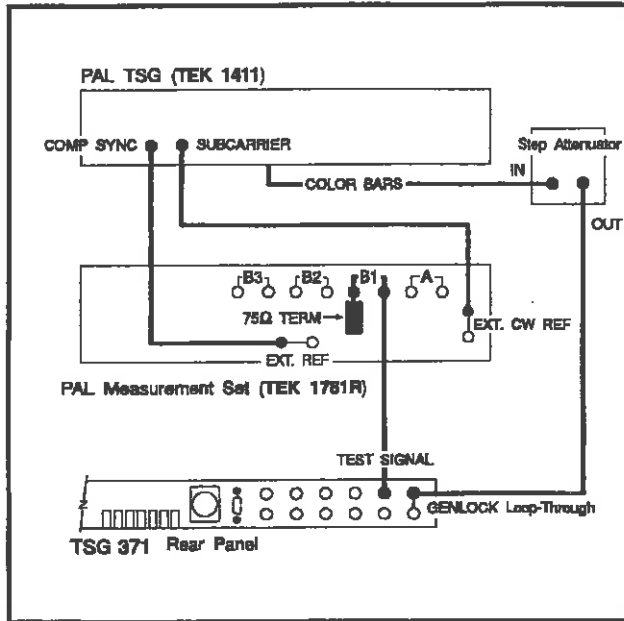 PAL TSG (TEK 1411)
COMP SYNC
SUBCARRIER
Step Attenuator
IN
COLOR BARS
OUT
B3
B2
B1
A
75Ω TERM
EXT. CW REF
EXT. REF
PAL Measurement Set (TEK 1781R)
TEST SIGNAL
GENLOCK Loop-Through
TSG 371 Rear Panel